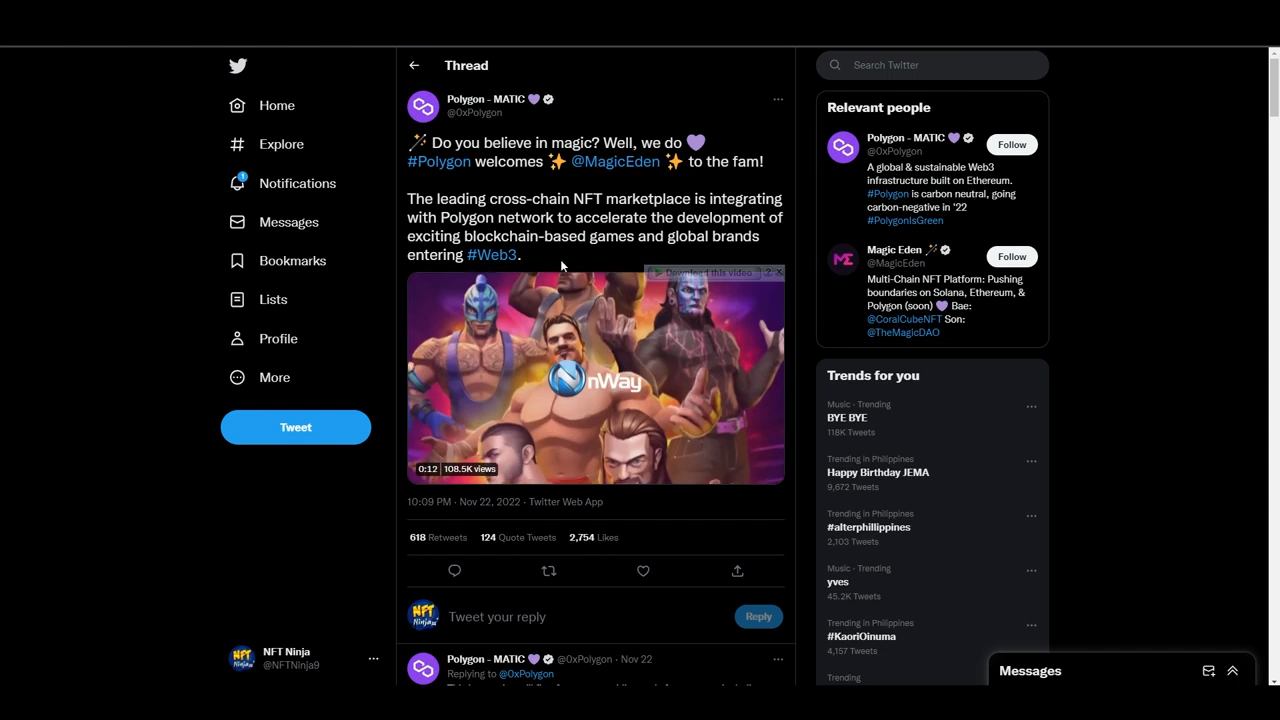 Home
Explore
1
Notifications
Messages
Bookmarks
Lists
Profile
More
Tweet
NFT Ninja
@NFTNinja9
Thread
Polygon - MATIC 💜
@0xPolygon
🪄 Do you believe in magic? Well, we do 💜
#Polygon welcomes ✨ @MagicEden ✨ to the fam!
The leading cross-chain NFT marketplace is integrating
with Polygon network to accelerate the development of
exciting blockchain-based games and global brands
entering #Web3.
Download this video ? X
nWay
0:12 108.5K views
10:09 PM · Nov 22, 2022 · Twitter Web App
618 Retweets 124 Quote Tweets 2,754 Likes
NFT Ninja
Tweet your reply
Reply
Polygon - MATIC 💜 @0xPolygon · Nov 22
Replying to @0xPolygon
Search Twitter
Relevant people
Polygon - MATIC 💜
@0xPolygon
Follow
A global & sustainable Web3
infrastructure built on Ethereum.
#Polygon is carbon neutral, going
carbon-negative in '22
#PolygonIsGreen
Magic Eden 🪄
@MagicEden
Follow
Multi-Chain NFT Platform: Pushing
boundaries on Solana, Ethereum, &
Polygon (soon) 💜 Bae:
@CoralCubeNFT Son:
@TheMagicDAO
Trends for you
Music · Trending
BYE BYE
118K Tweets
Trending in Philippines
Happy Birthday JEMA
9,672 Tweets
Trending in Philippines
#alterphillippines
2,103 Tweets
Music · Trending
yves
45.2K Tweets
Trending in Philippines
#KaoriOinuma
4,157 Tweets
Trending
Messages